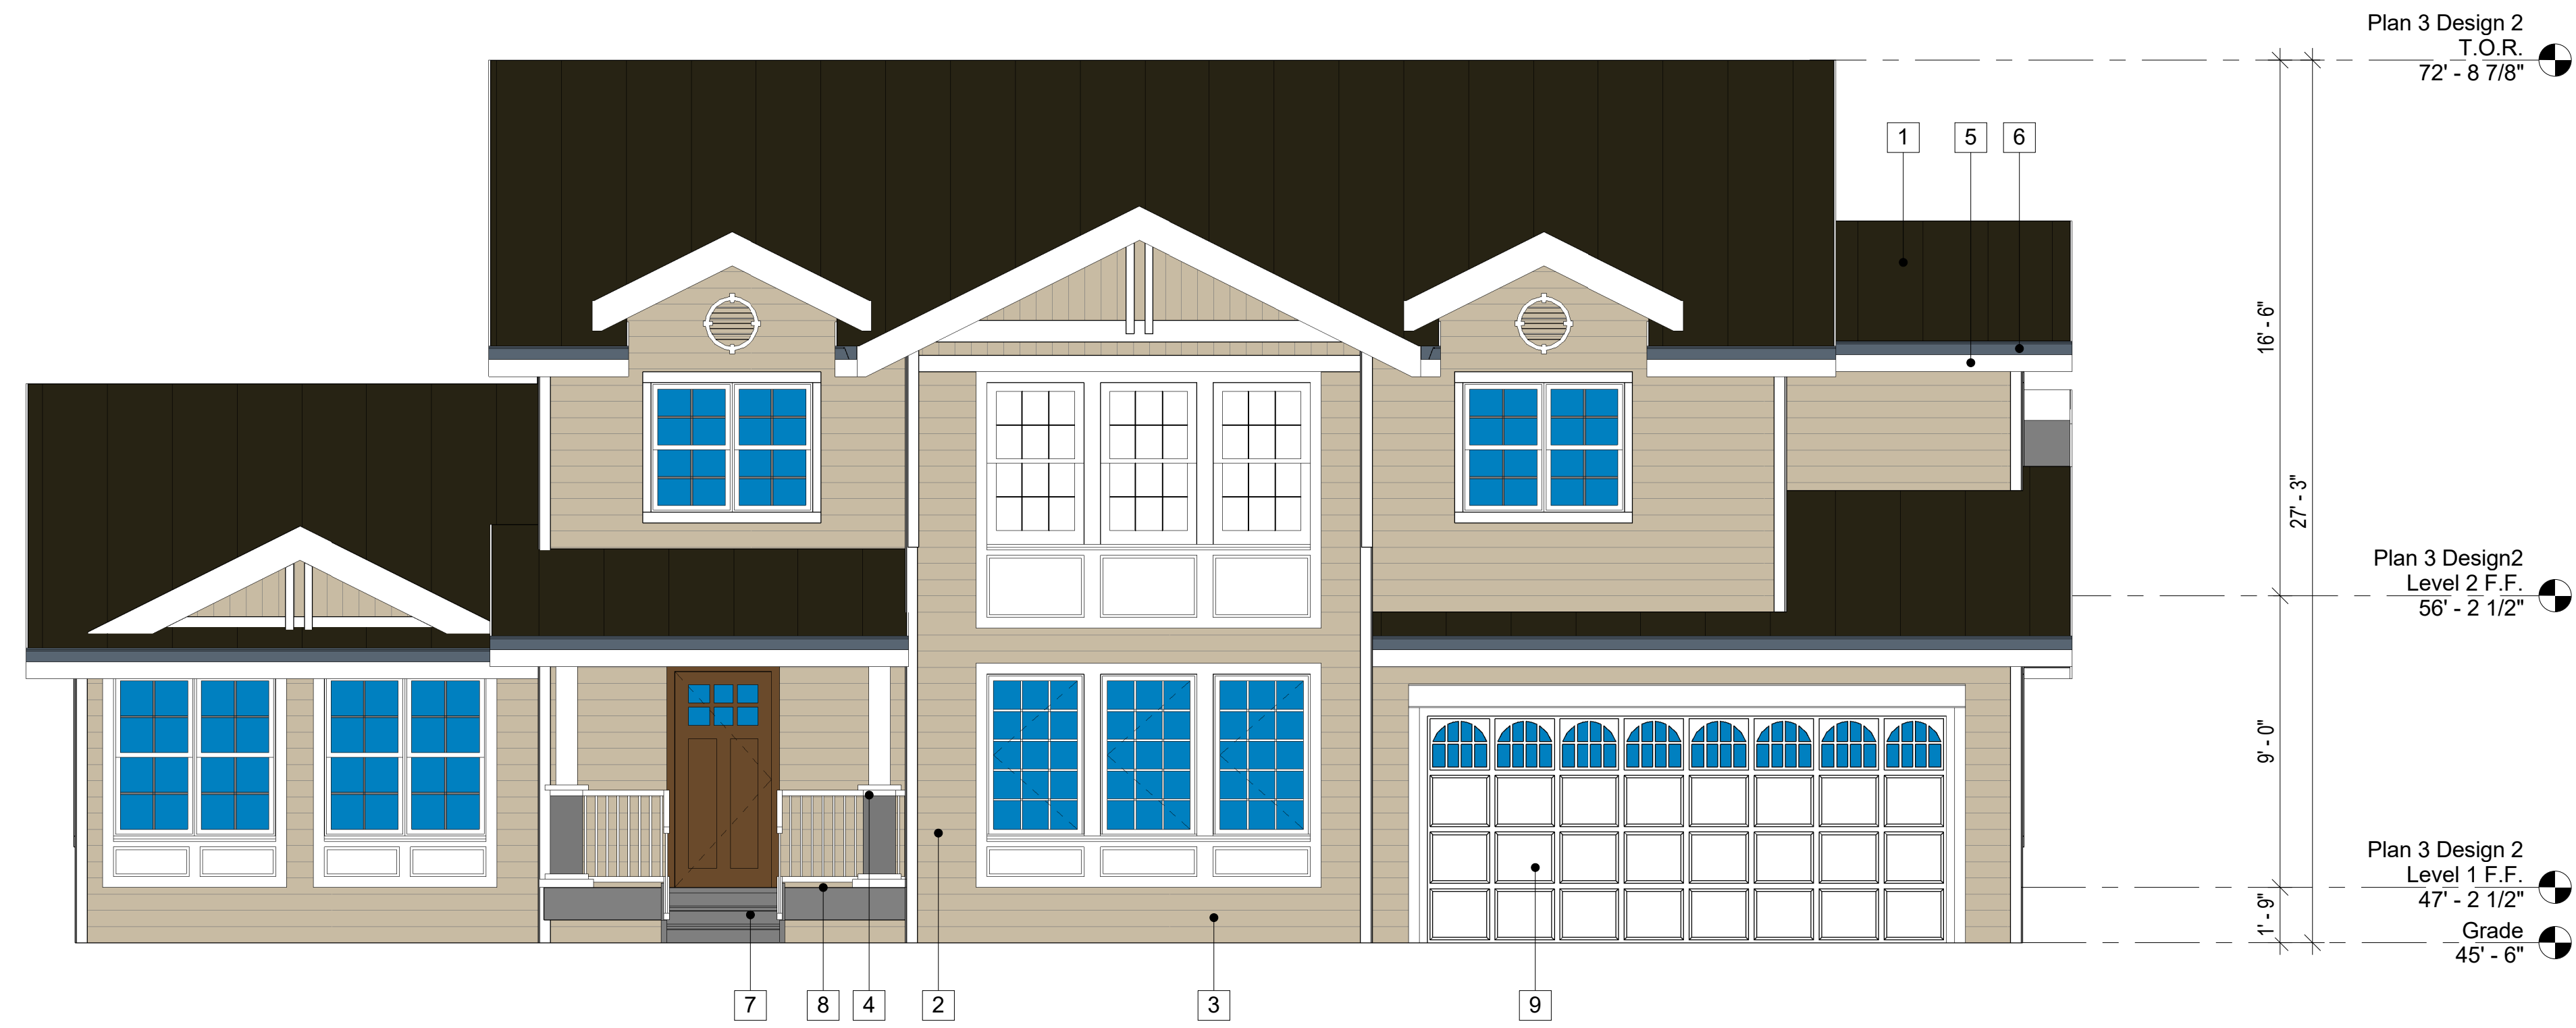 Plan 3 Design 2
T.O.R.
72' - 8 7/8"
1
5
6
16' - 6"
27' - 3"
Plan 3 Design2
Level 2 F.F.
56' - 2 1/2"
9' - 0"
Plan 3 Design 2
Level 1 F.F.
47' - 2 1/2"
1' - 9"
Grade
45' - 6"
7
8
4
2
3
9